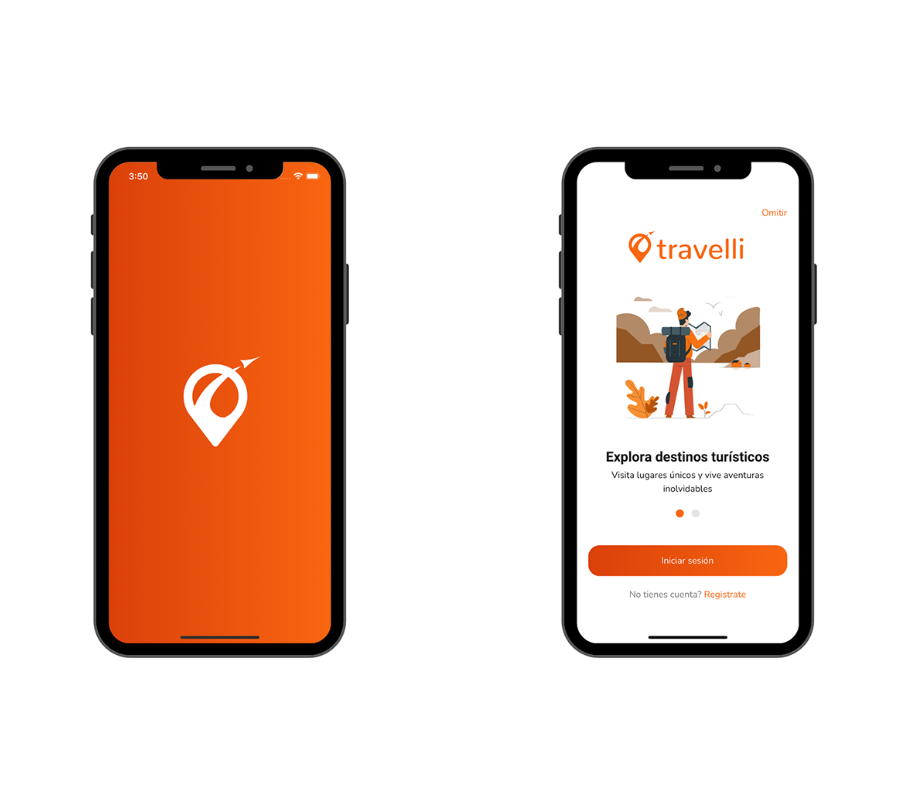 3:50
Omitir
travelli
Explora destinos turísticos
Visita lugares únicos y vive aventuras
inolvidables
Iniciar sesión
No tienes cuenta? Registrate